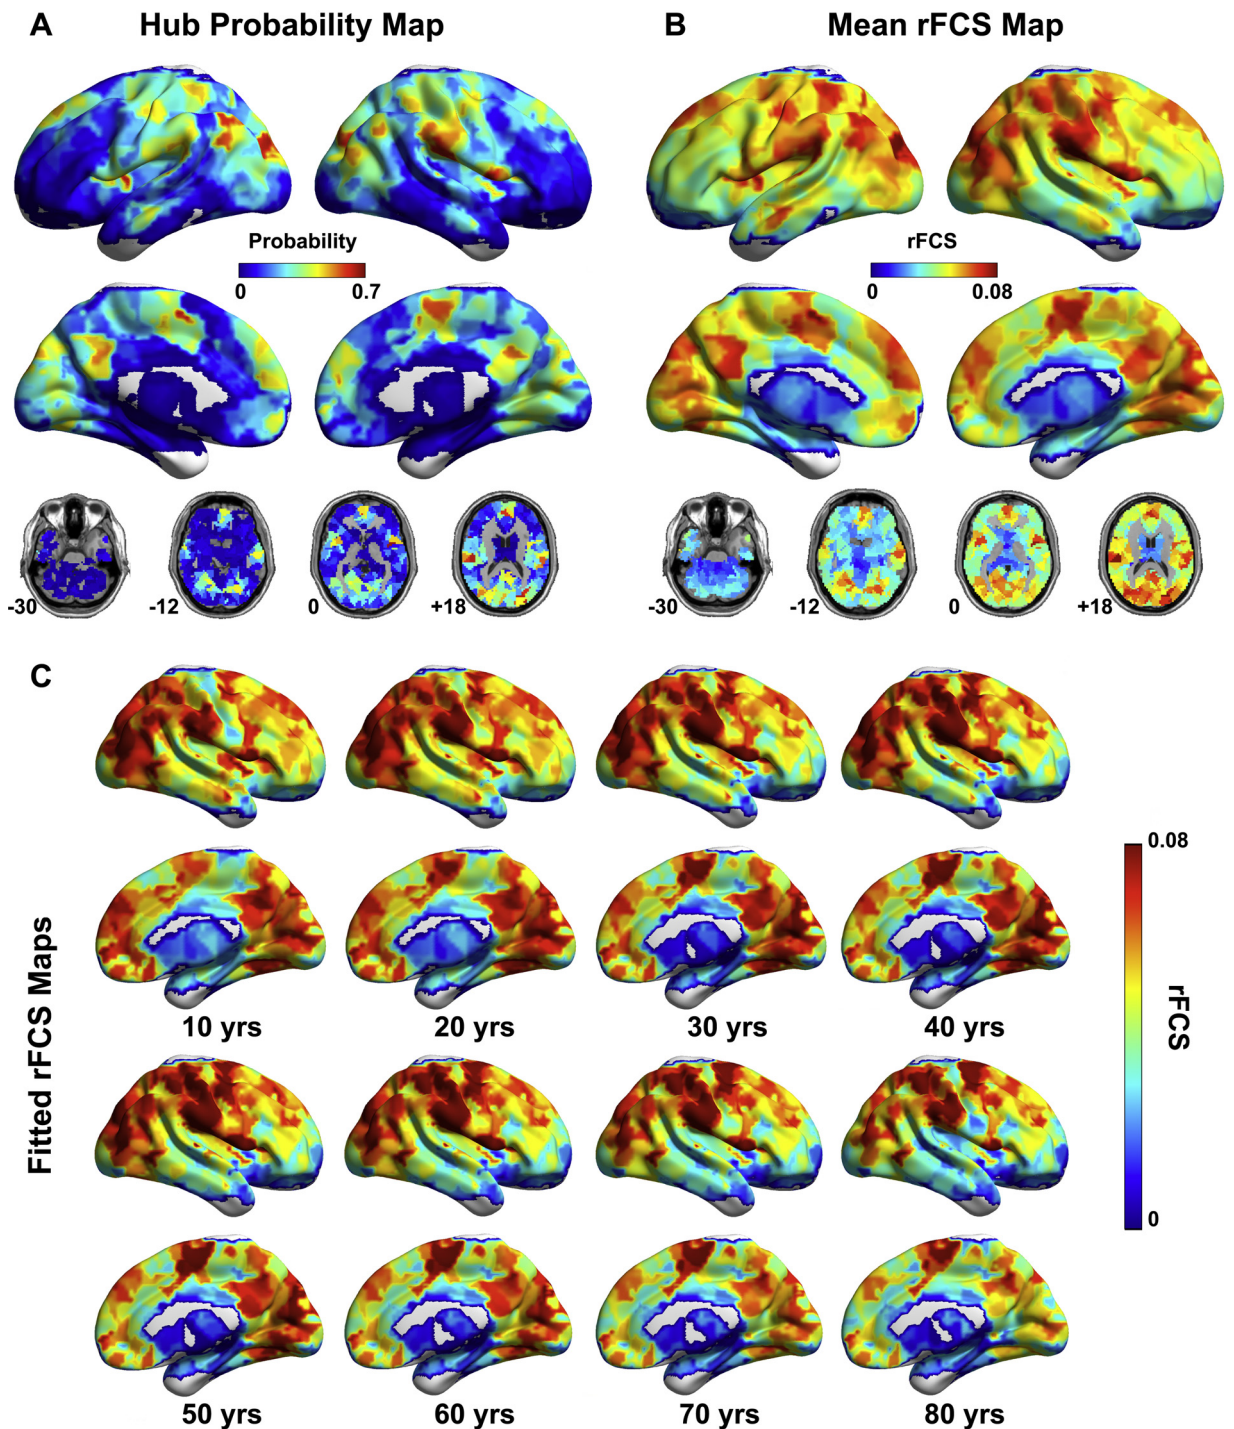 A Hub Probability Map
B Mean rFCS Map
Probability
0 0.7
rFCS
0 0.08
-30 -12 0 +18
-30 -12 0 +18
C
Fitted rFCS Maps
10 yrs 20 yrs 30 yrs 40 yrs
50 yrs 60 yrs 70 yrs 80 yrs
0.08
rFCS
0